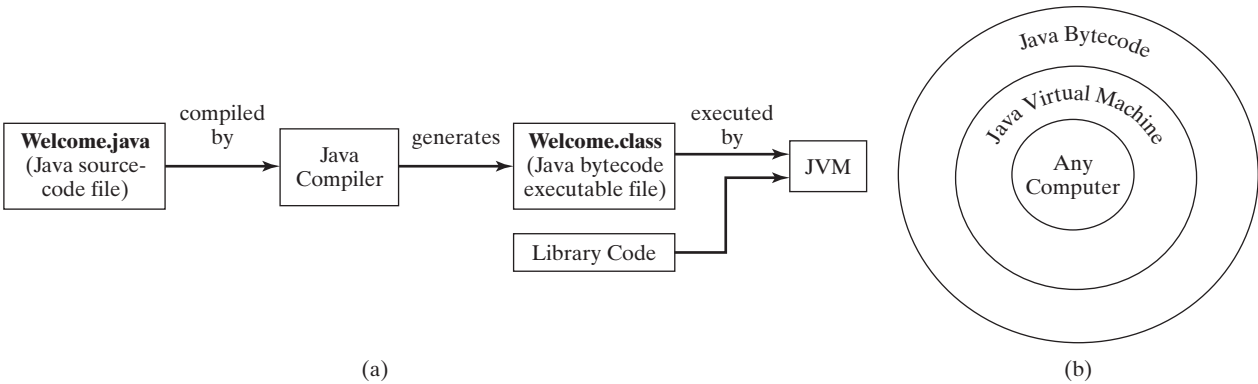 Welcome.java
(Java source-
code file)
compiled
by
Java
Compiler
generates
Welcome.class
(Java bytecode
executable file)
executed
by
JVM
Library Code
(a)
Java Bytecode
Java Virtual Machine
Any
Computer
(b)